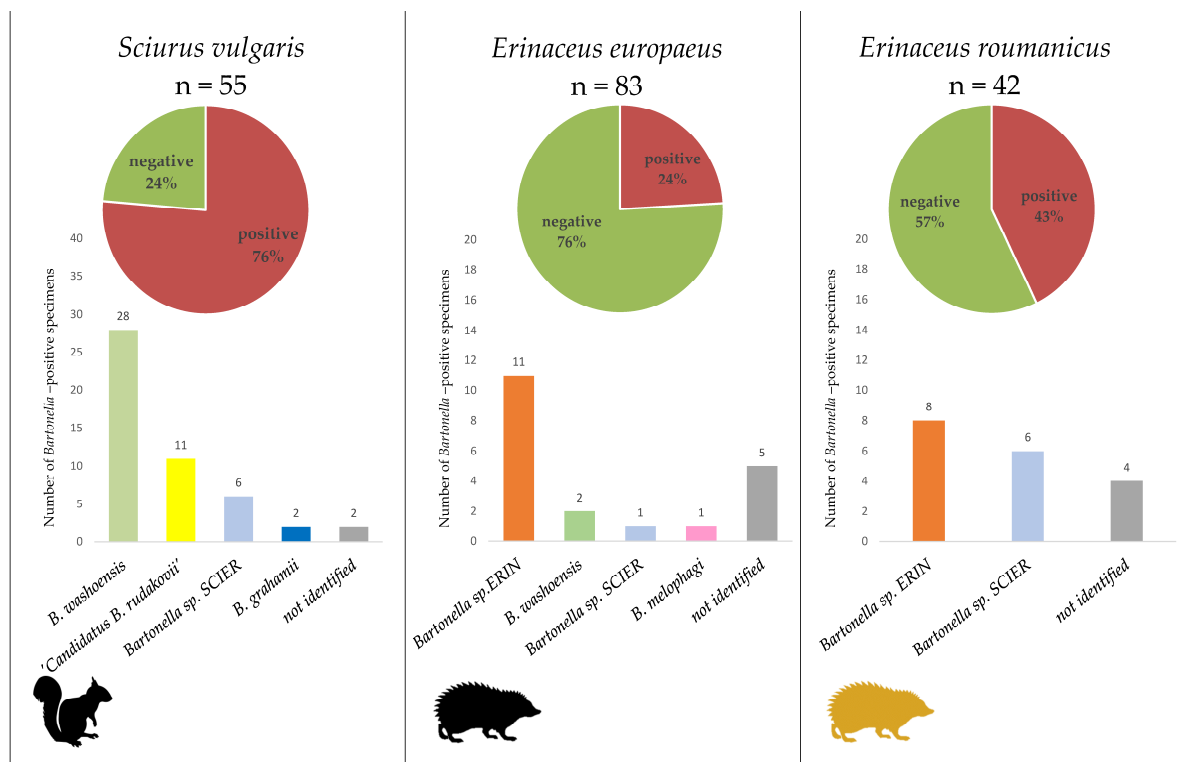 Sciurus vulgaris
n = 55
negative
24%
positive
76%
Number of Bartonella –positive specimens
40
35
30
25
20
15
10
5
0
28
11
6
2
2
B. washoensis
'Candidatus B. rudakovii'
Bartonella sp. SCIER
B. grahamii
not identified
Erinaceus europaeus
n = 83
positive
24%
negative
76%
Number of Bartonella –positive specimens
20
18
16
14
12
10
8
6
4
2
0
11
2
1
1
5
Bartonella sp.ERIN
B. washoensis
Bartonella sp. SCIER
B. melophagi
not identified
Erinaceus roumanicus
n = 42
negative
57%
positive
43%
Number of Bartonella –positive specimens
20
18
16
14
12
10
8
6
4
2
0
8
6
4
Bartonella sp. ERIN
Bartonella sp. SCIER
not identified